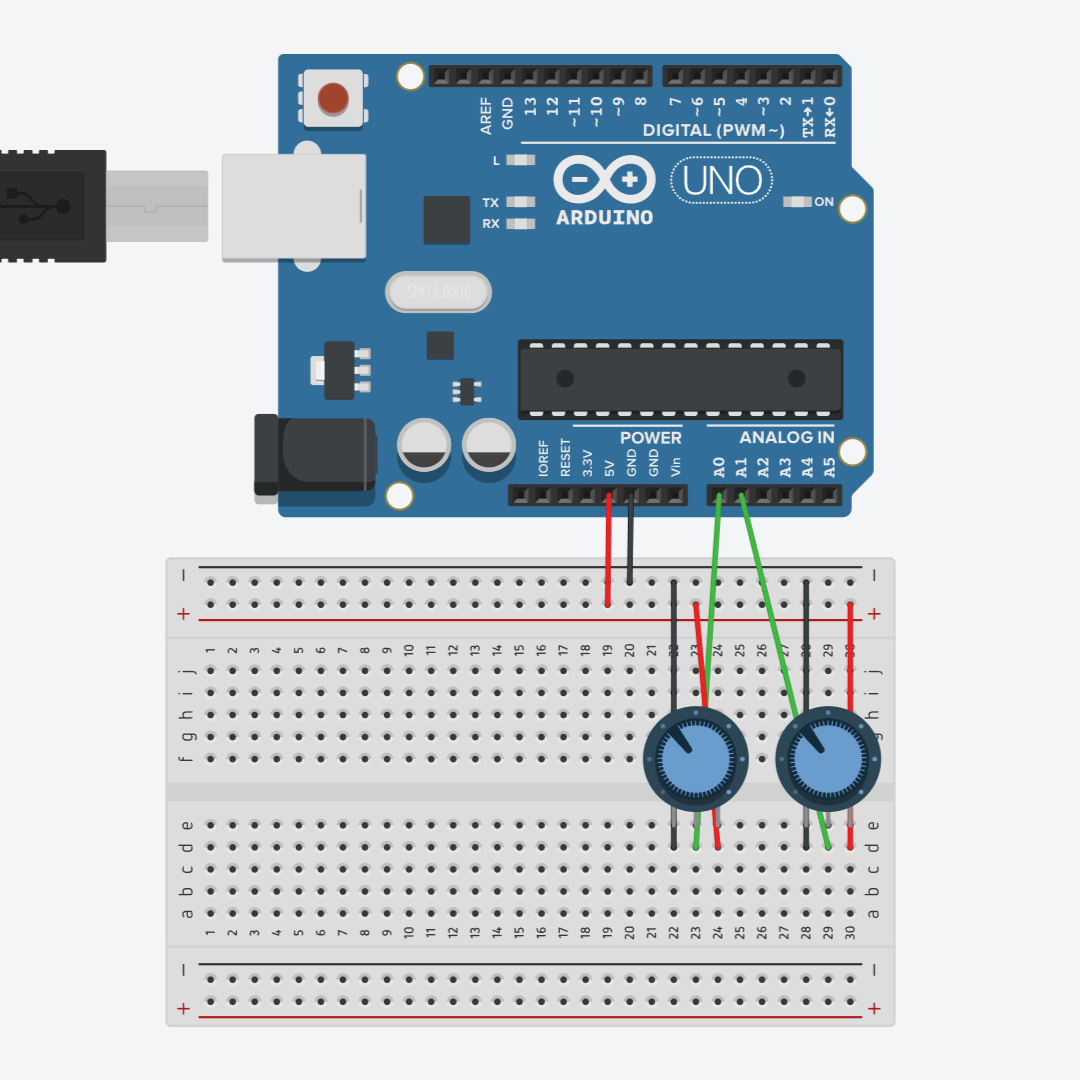 AREF GND 13 12 ~11 ~10 ~9 8 7 ~6 ~5 4 ~3 2 TX→1 RX←0
DIGITAL (PWM~)
L
TX
RX
UNO
ON
ARDUINO
SPK16.000G
POWER
ANALOG IN
IOREF RESET 3.3V 5V GND GND Vin A0 A1 A2 A3 A4 A5
– –
+ +
1 2 3 4 5 6 7 8 9 10 11 12 13 14 15 16 17 18 19 20 21 22 23 24 25 26 27 28 29 30
j j
i i
h h
g g
f
e e
d d
c c
b b
a a
1 2 3 4 5 6 7 8 9 10 11 12 13 14 15 16 17 18 19 20 21 22 23 24 25 26 27 28 29 30
– –
+ +